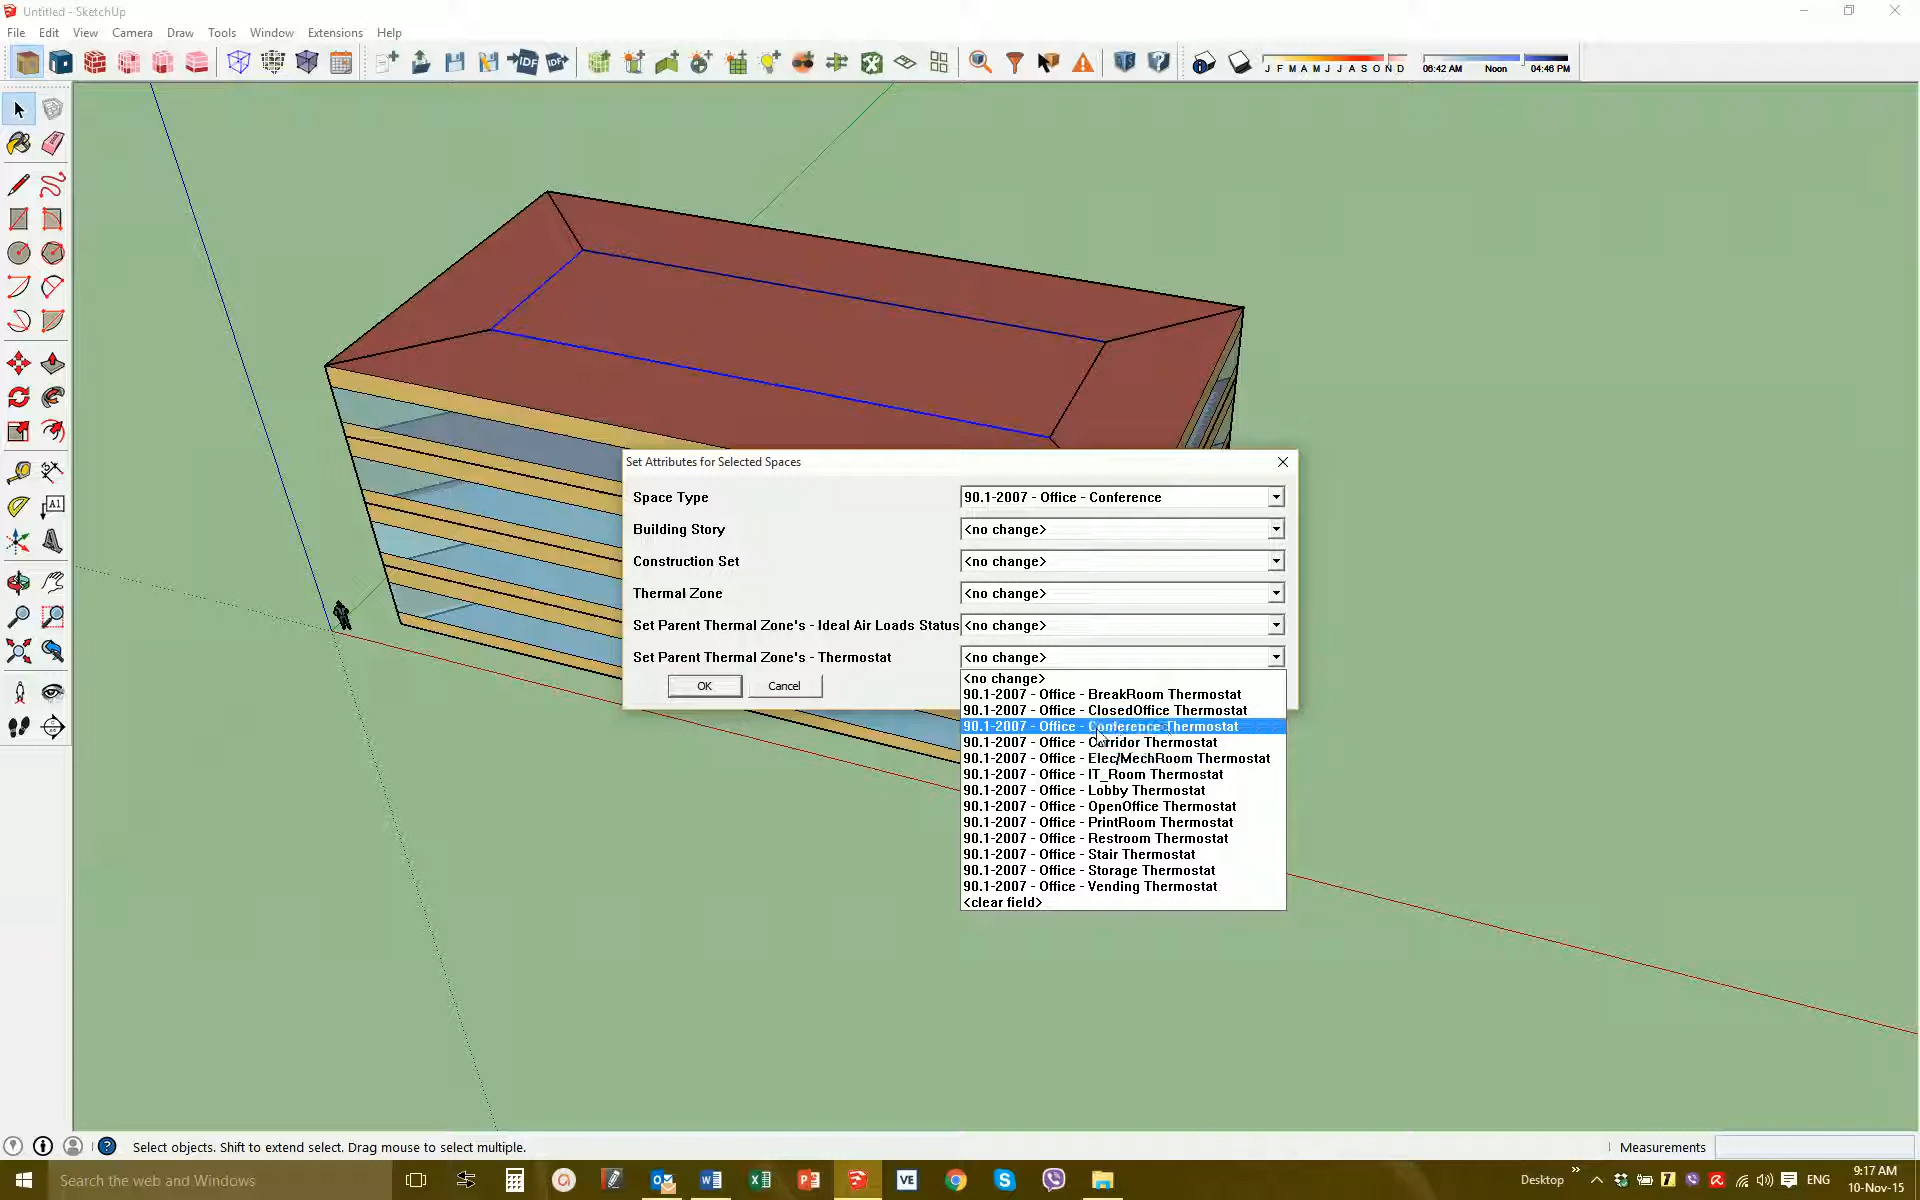 Untitled - SketchUp
File Edit View Camera Draw Tools Window Extensions Help
IDF IDF
J F M A M J J A S O N D 06:42 AM Noon 04:46 PM
A1
Set Attributes for Selected Spaces
Space Type 90.1-2007 - Office - Conference
Building Story <no change>
Construction Set <no change>
Thermal Zone <no change>
Set Parent Thermal Zone's - Ideal Air Loads Status <no change>
Set Parent Thermal Zone's - Thermostat <no change>
OK Cancel
<no change>
90.1-2007 - Office - BreakRoom Thermostat
90.1-2007 - Office - ClosedOffice Thermostat
90.1-2007 - Office - Conference Thermostat
90.1-2007 - Office - Corridor Thermostat
90.1-2007 - Office - Elec/MechRoom Thermostat
90.1-2007 - Office - IT_Room Thermostat
90.1-2007 - Office - Lobby Thermostat
90.1-2007 - Office - OpenOffice Thermostat
90.1-2007 - Office - PrintRoom Thermostat
90.1-2007 - Office - Restroom Thermostat
90.1-2007 - Office - Stair Thermostat
90.1-2007 - Office - Storage Thermostat
90.1-2007 - Office - Vending Thermostat
<clear field>
Select objects. Shift to extend select. Drag mouse to select multiple.
Measurements
Search the web and Windows
VE
Desktop
ENG
9:17 AM
10-Nov-15